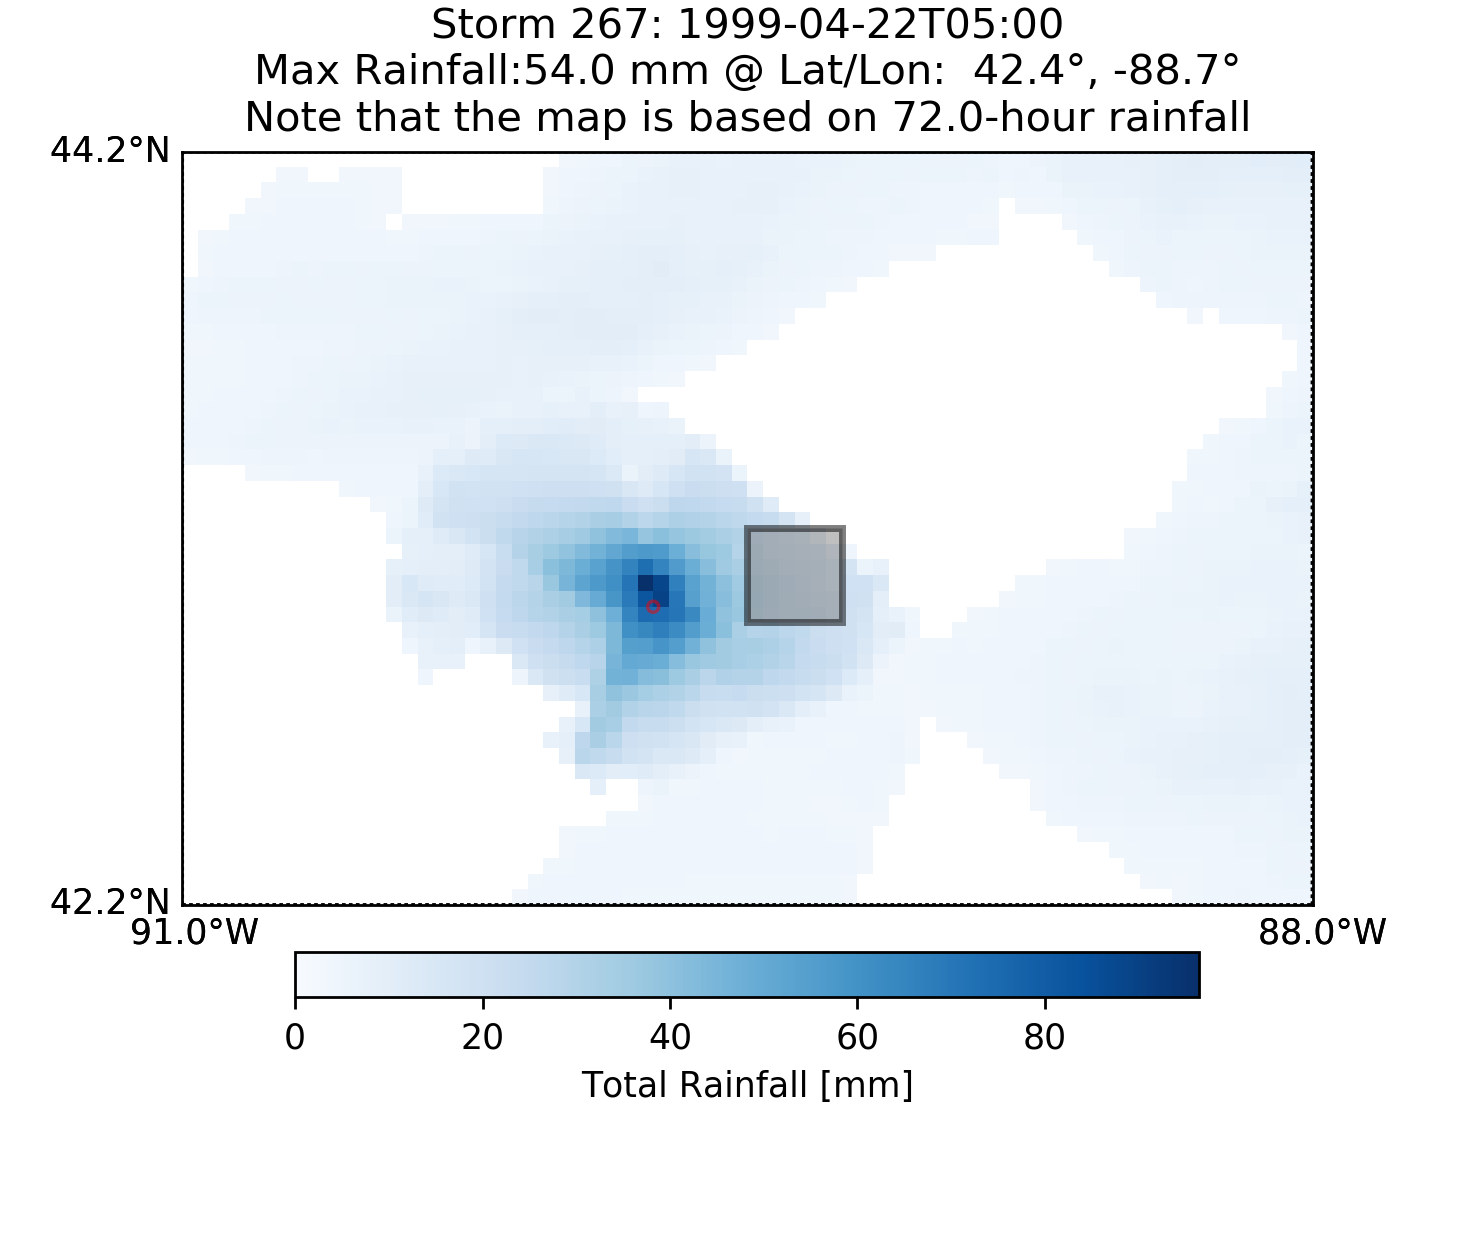 Storm 267: 1999-04-22T05:00
Max Rainfall:54.0 mm @ Lat/Lon:  42.4°, -88.7°
Note that the map is based on 72.0-hour rainfall
44.2°N
42.2°N
91.0°W 88.0°W
0 20 40 60 80
Total Rainfall [mm]